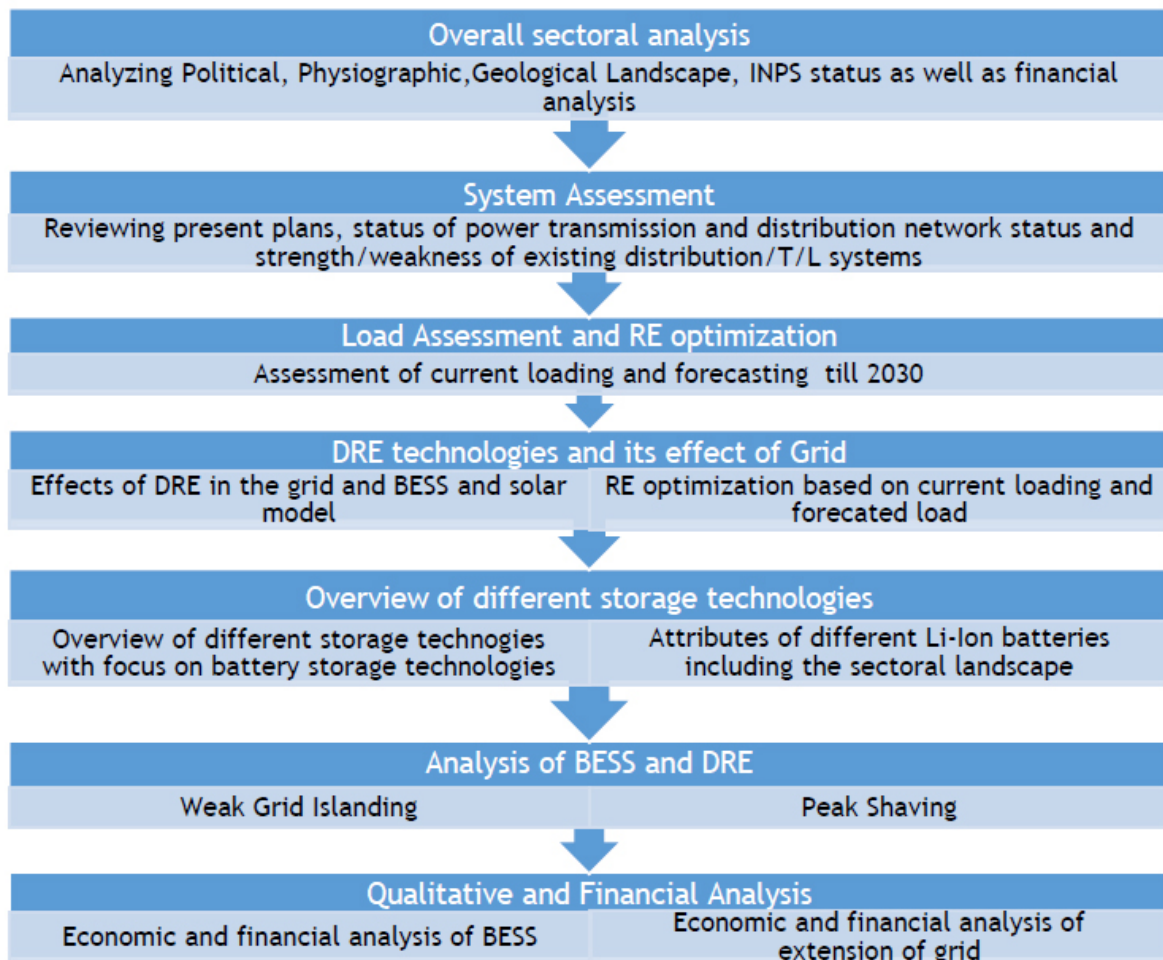 Overall sectoral analysis
Analyzing Political, Physiographic,Geological Landscape, INPS status as well as financial
analysis
System Assessment
Reviewing present plans, status of power transmission and distribution network status and
strength/weakness of existing distribution/T/L systems
Load Assessment and RE optimization
Assessment of current loading and forecasting till 2030
DRE technologies and its effect of Grid
Effects of DRE in the grid and BESS and solar
model
RE optimization based on current loading and
forecated load
Overview of different storage technologies
Overview of different storage technogies
with focus on battery storage technologies
Attributes of different Li-Ion batteries
including the sectoral landscape
Analysis of BESS and DRE
Weak Grid Islanding
Peak Shaving
Qualitative and Financial Analysis
Economic and financial analysis of BESS
Economic and financial analysis of
extension of grid